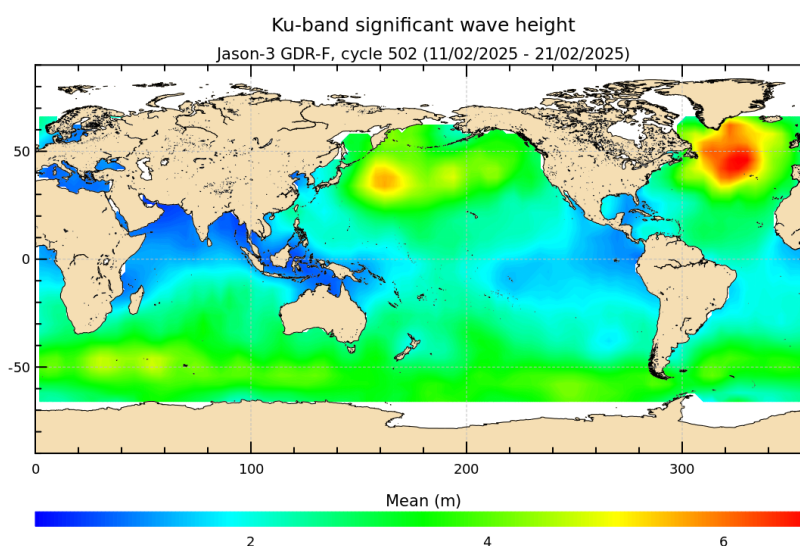 Ku-band significant wave height
Jason-3 GDR-F, cycle 502 (11/02/2025 - 21/02/2025)
50
0
-50
0 100 200 300
Mean (m)
2 4 6